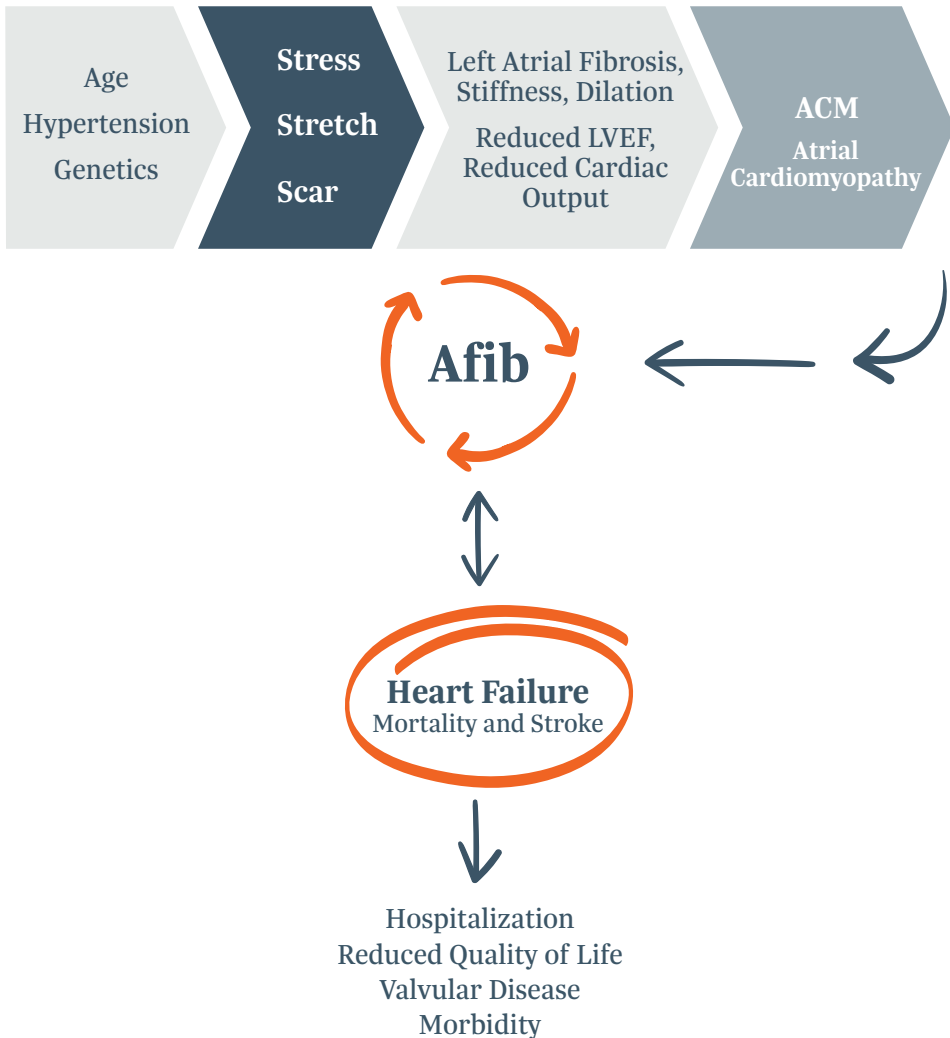 Age
Hypertension
Genetics
Stress
Stretch
Scar
Left Atrial Fibrosis,
Stiffness, Dilation
Reduced LVEF,
Reduced Cardiac
Output
ACM
Atrial
Cardiomyopathy
Afib
Heart Failure
Mortality and Stroke
Hospitalization
Reduced Quality of Life
Valvular Disease
Morbidity